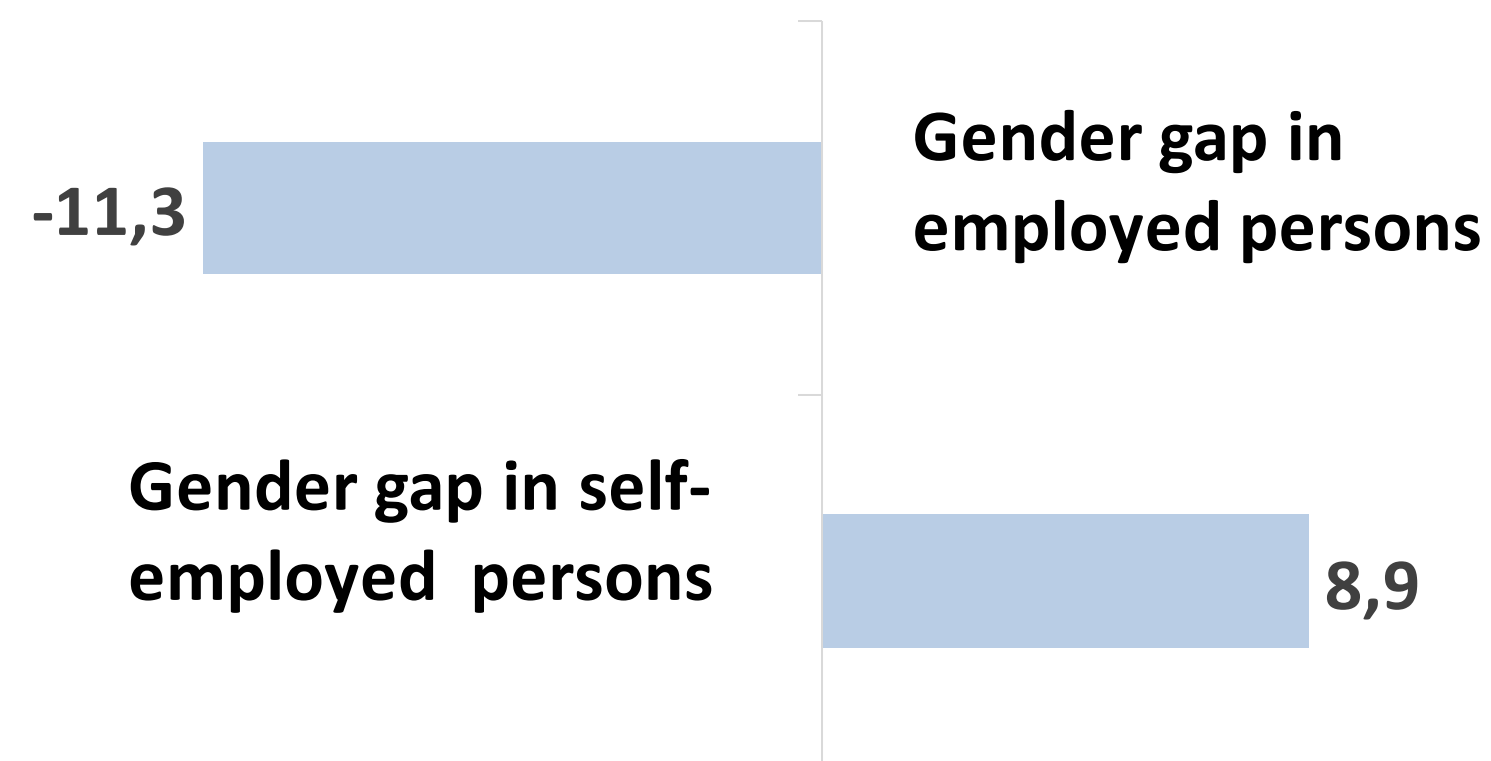 Gender gap in
employed persons
-11,3
Gender gap in self-
employed  persons
8,9